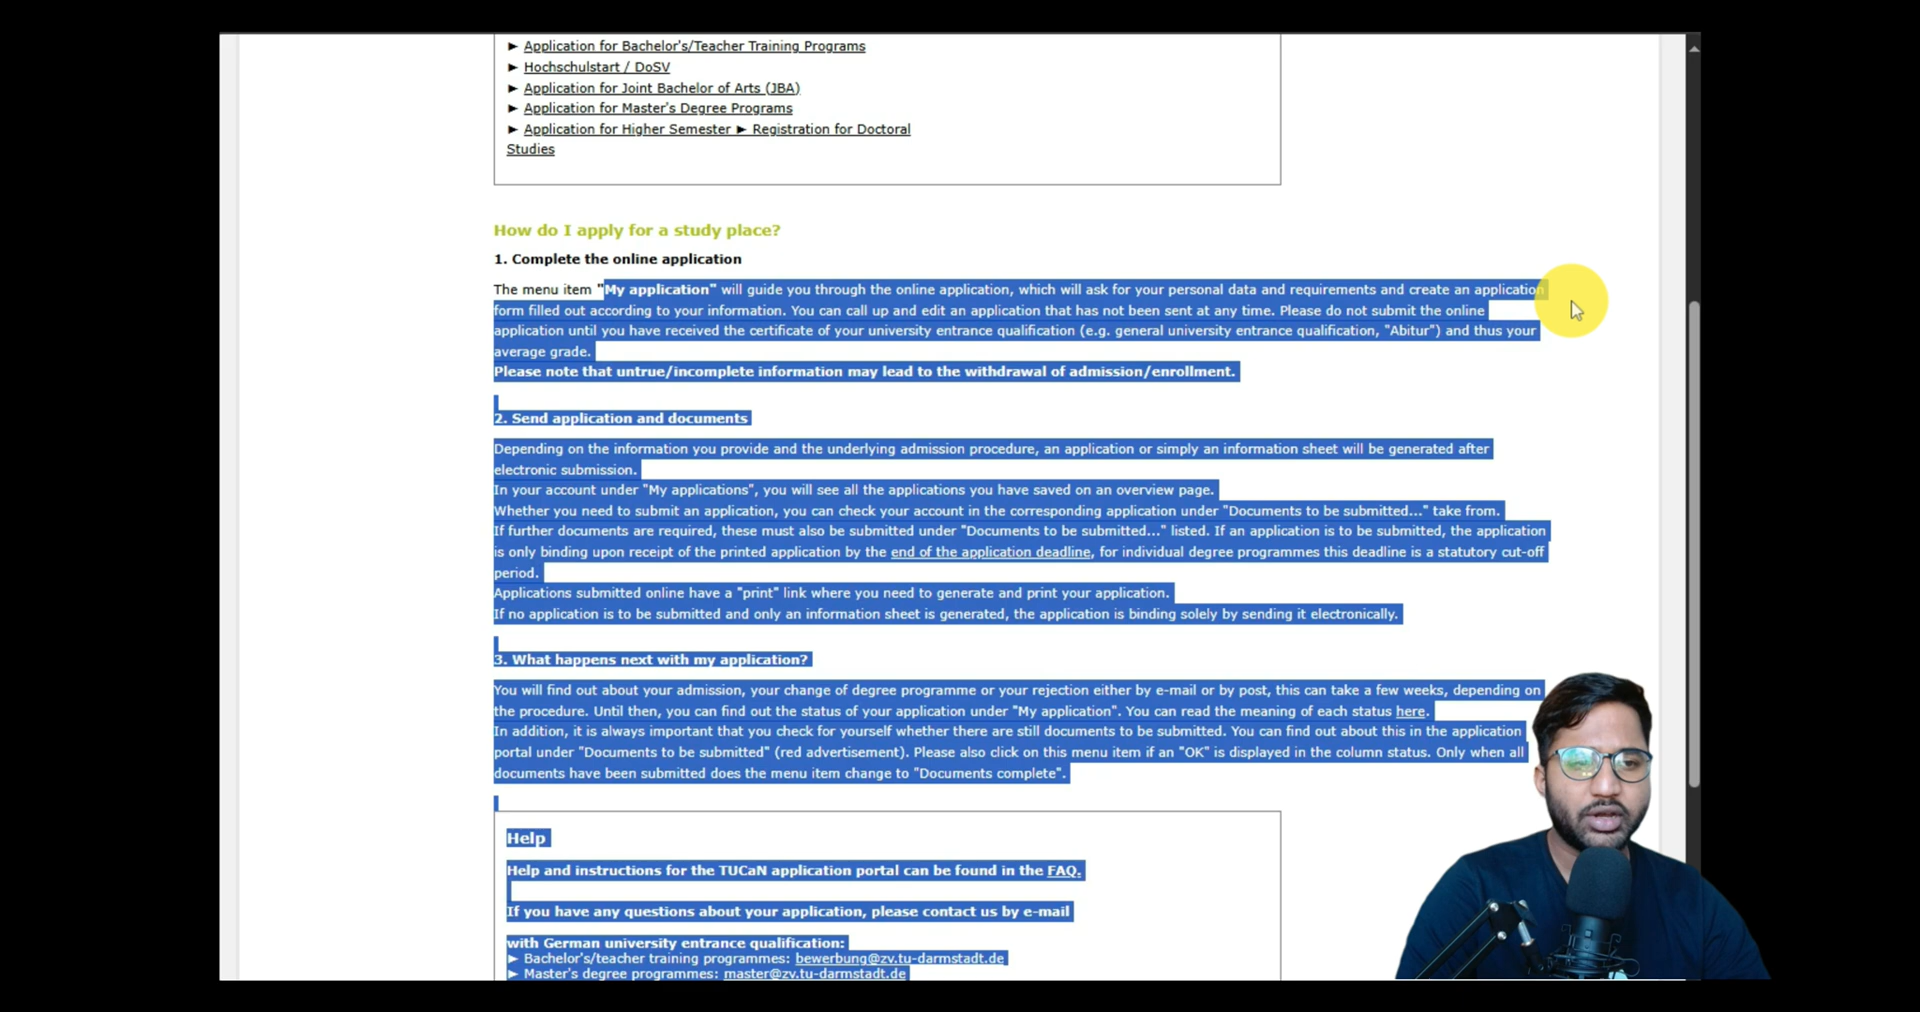 ► Application for Bachelor's/Teacher Training Programs
► Hochschulstart / DoSV
► Application for Joint Bachelor of Arts (JBA)
► Application for Master's Degree Programs
► Application for Higher Semester ► Registration for Doctoral
Studies
How do I apply for a study place?
1. Complete the online application
The menu item "My application" will guide you through the online application, which will ask for your personal data and requirements and create an application
form filled out according to your information. You can call up and edit an application that has not been sent at any time. Please do not submit the online
application until you have received the certificate of your university entrance qualification (e.g. general university entrance qualification, "Abitur") and thus your
average grade.
Please note that untrue/incomplete information may lead to the withdrawal of admission/enrollment.
2. Send application and documents
Depending on the information you provide and the underlying admission procedure, an application or simply an information sheet will be generated after
electronic submission.
In your account under "My applications", you will see all the applications you have saved on an overview page.
Whether you need to submit an application, you can check your account in the corresponding application under "Documents to be submitted..." take from.
If further documents are required, these must also be submitted under "Documents to be submitted..." listed. If an application is to be submitted, the application
is only binding upon receipt of the printed application by the end of the application deadline, for individual degree programmes this deadline is a statutory cut-off
period.
Applications submitted online have a "print" link where you need to generate and print your application.
If no application is to be submitted and only an information sheet is generated, the application is binding solely by sending it electronically.
3. What happens next with my application?
You will find out about your admission, your change of degree programme or your rejection either by e-mail or by post, this can take a few weeks, depending on
the procedure. Until then, you can find out the status of your application under "My application". You can read the meaning of each status here.
In addition, it is always important that you check for yourself whether there are still documents to be submitted. You can find out about this in the application
portal under "Documents to be submitted" (red advertisement). Please also click on this menu item if an "OK" is displayed in the column status. Only when all
documents have been submitted does the menu item change to "Documents complete".
Help
Help and instructions for the TUCaN application portal can be found in the FAQ.
If you have any questions about your application, please contact us by e-mail
with German university entrance qualification:
► Bachelor's/teacher training programmes: bewerbung@zv.tu-darmstadt.de
► Master's degree programmes: master@zv.tu-darmstadt.de